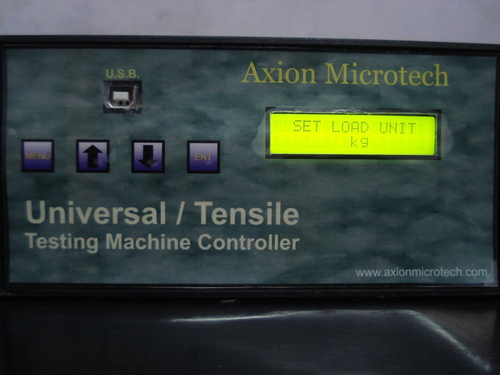 U.S.B.
Axion Microtech
SET LOAD UNIT
kg
MENU
ENT
Universal / Tensile
Testing Machine Controller
www.axionmicrotech.com